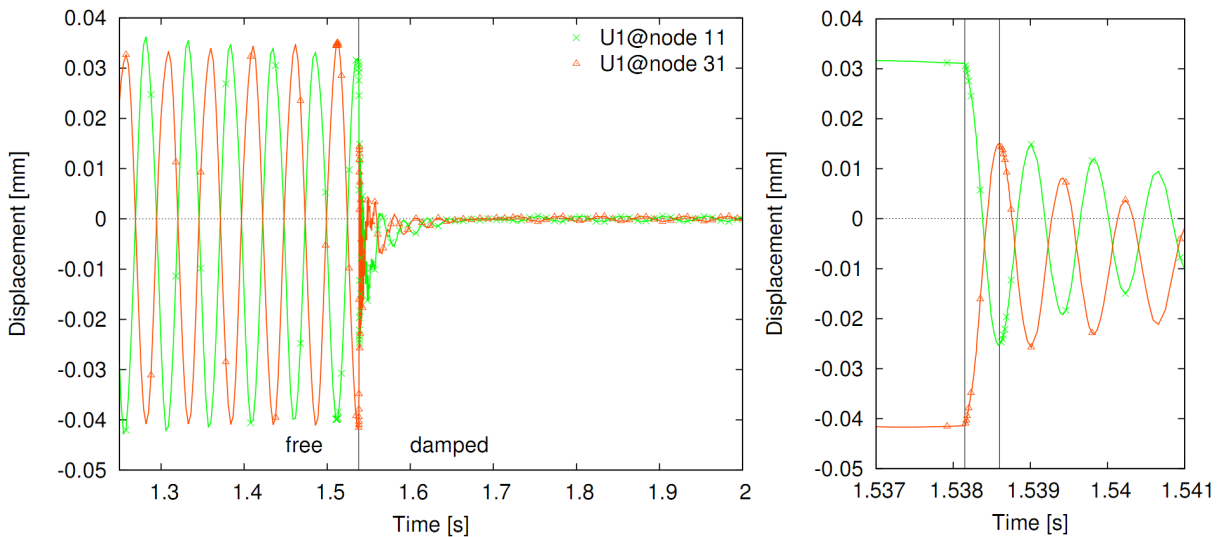 0.04
0.03
0.02
0.01
0
-0.01
-0.02
-0.03
-0.04
-0.05
Displacement [mm]
U1@node 11
U1@node 31
free
damped
1.3 1.4 1.5 1.6 1.7 1.8 1.9 2
Time [s]
0.04
0.03
0.02
0.01
0
-0.01
-0.02
-0.03
-0.04
-0.05
Displacement [mm]
1.537 1.538 1.539 1.54 1.541
Time [s]